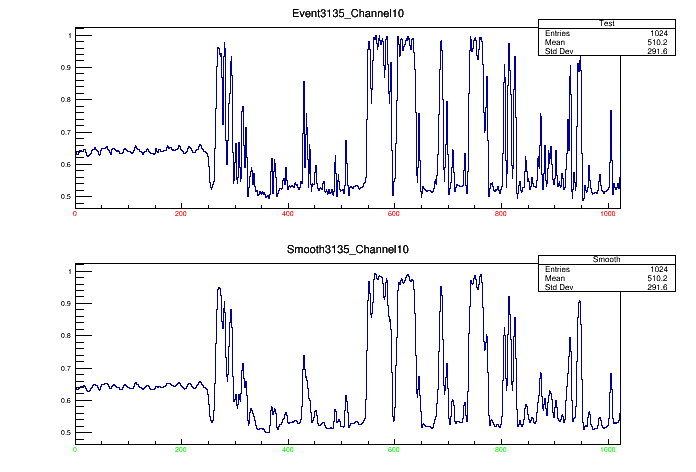 Event3135_Channel10
Test
Entries 1024
Mean 510.2
Std Dev 291.6
1
0.9
0.8
0.7
0.6
0.5
0 200 400 600 800 1000
Smooth3135_Channel10
Smooth
Entries 1024
Mean 510.2
Std Dev 291.6
1
0.9
0.8
0.7
0.6
0.5
0 200 400 600 800 1000